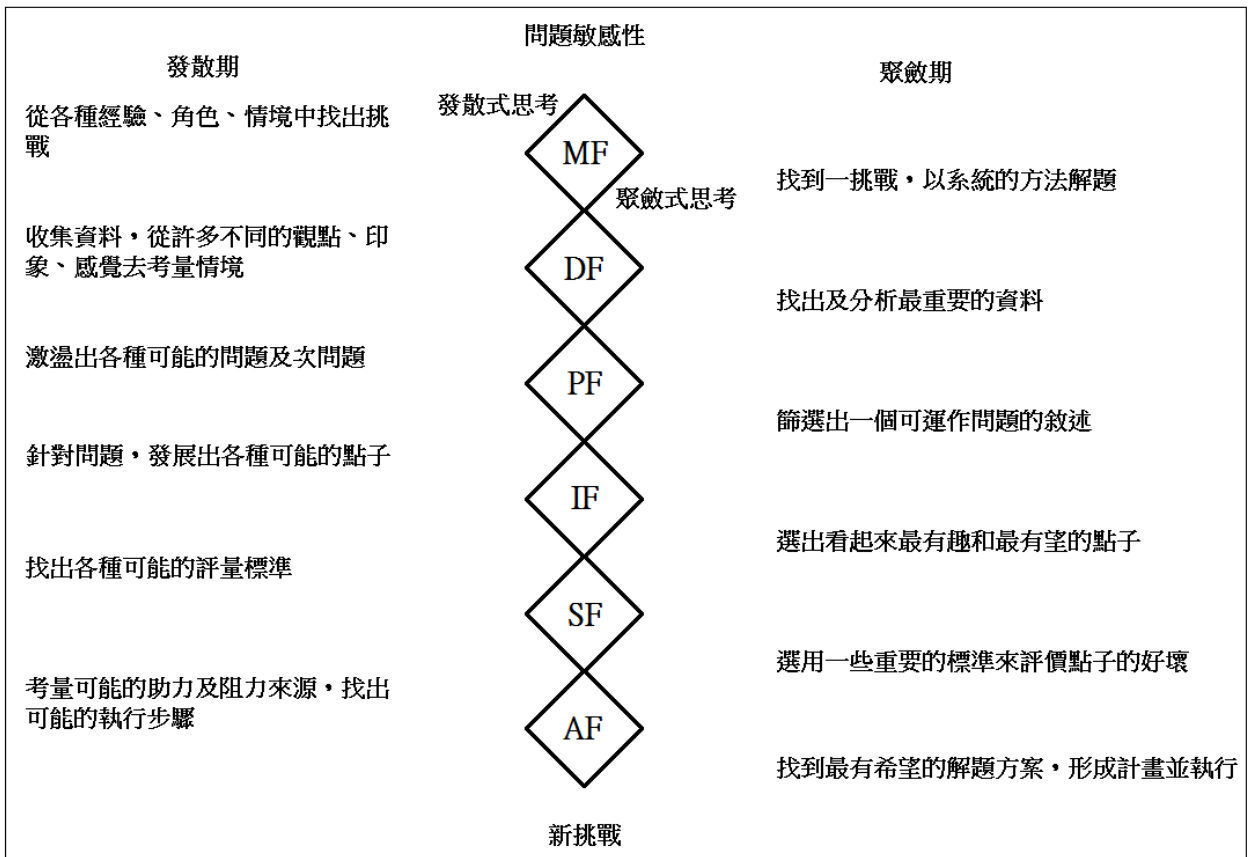 問題敏感性
發散期
聚斂期
發散式思考
從各種經驗、角色、情境中找出挑
戰
MF
找到一挑戰，以系統的方法解題
聚斂式思考
收集資料，從許多不同的觀點、印
象、感覺去考量情境
DF
找出及分析最重要的資料
激盪出各種可能的問題及次問題
PF
篩選出一個可運作問題的敘述
針對問題，發展出各種可能的點子
IF
選出看起來最有趣和最有望的點子
找出各種可能的評量標準
SF
選用一些重要的標準來評價點子的好壞
考量可能的助力及阻力來源，找出
可能的執行步驟
AF
找到最有希望的解題方案，形成計畫並執行
新挑戰